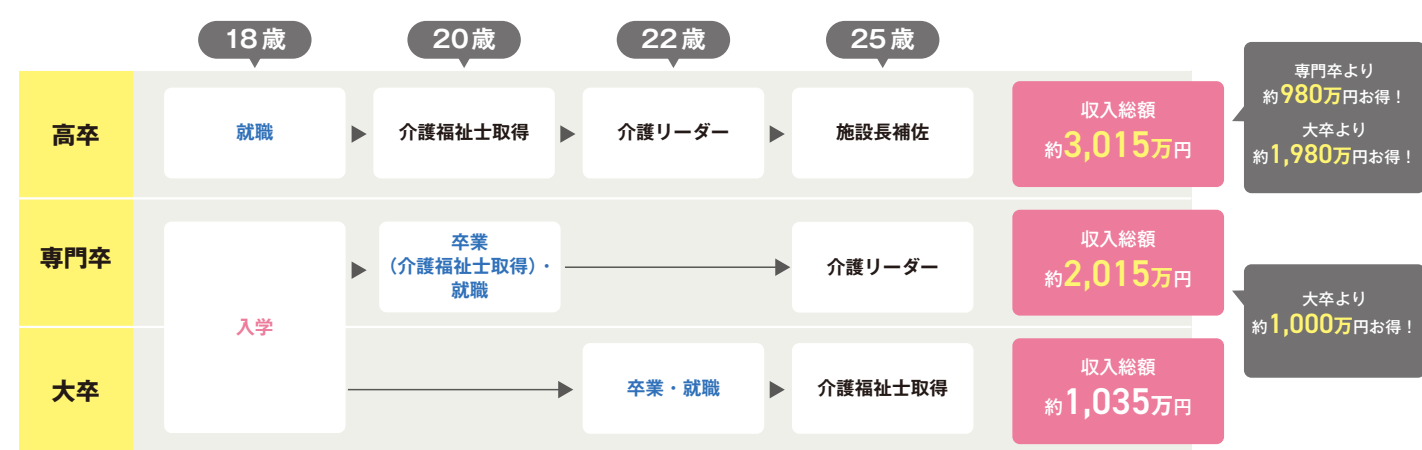 18歳
20歳
22歳
25歳
高卒
就職
介護福祉士取得
介護リーダー
施設長補佐
収入総額
約3,015万円
専門卒より
約980万円お得！
大卒より
約1,980万円お得！
専門卒
入学
卒業
（介護福祉士取得）・
就職
介護リーダー
収入総額
約2,015万円
大卒より
約1,000万円お得！
大卒
卒業・就職
介護福祉士取得
収入総額
約1,035万円